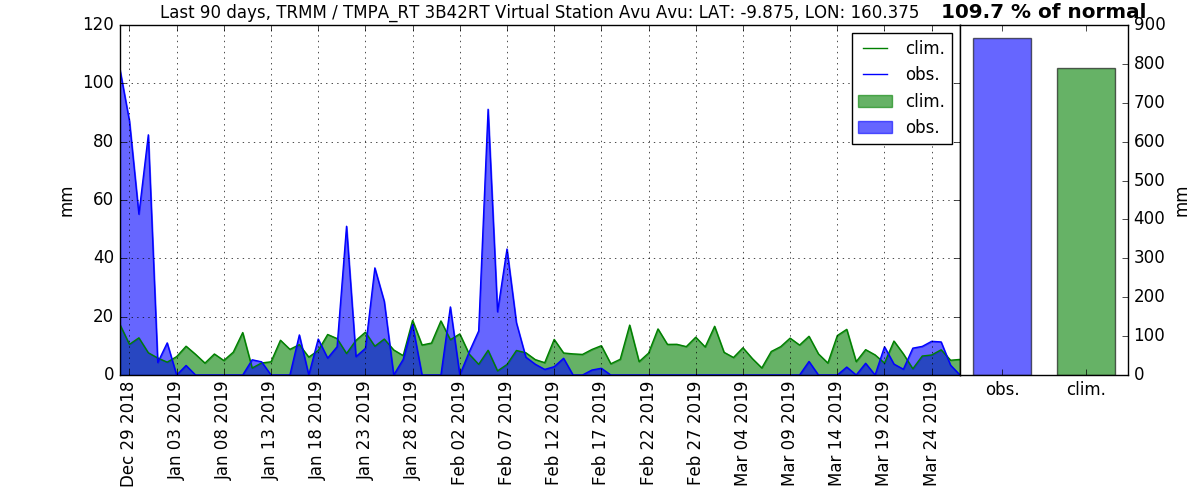 Last 90 days, TRMM / TMPA_RT 3B42RT Virtual Station Avu Avu: LAT: -9.875, LON: 160.375
109.7 % of normal
120
100
80
60
40
20
0
mm
clim.
obs.
clim.
obs.
900
800
700
600
500
400
300
200
100
0
mm
Dec 29 2018
Jan 03 2019
Jan 08 2019
Jan 13 2019
Jan 18 2019
Jan 23 2019
Jan 28 2019
Feb 02 2019
Feb 07 2019
Feb 12 2019
Feb 17 2019
Feb 22 2019
Feb 27 2019
Mar 04 2019
Mar 09 2019
Mar 14 2019
Mar 19 2019
Mar 24 2019
obs.
clim.